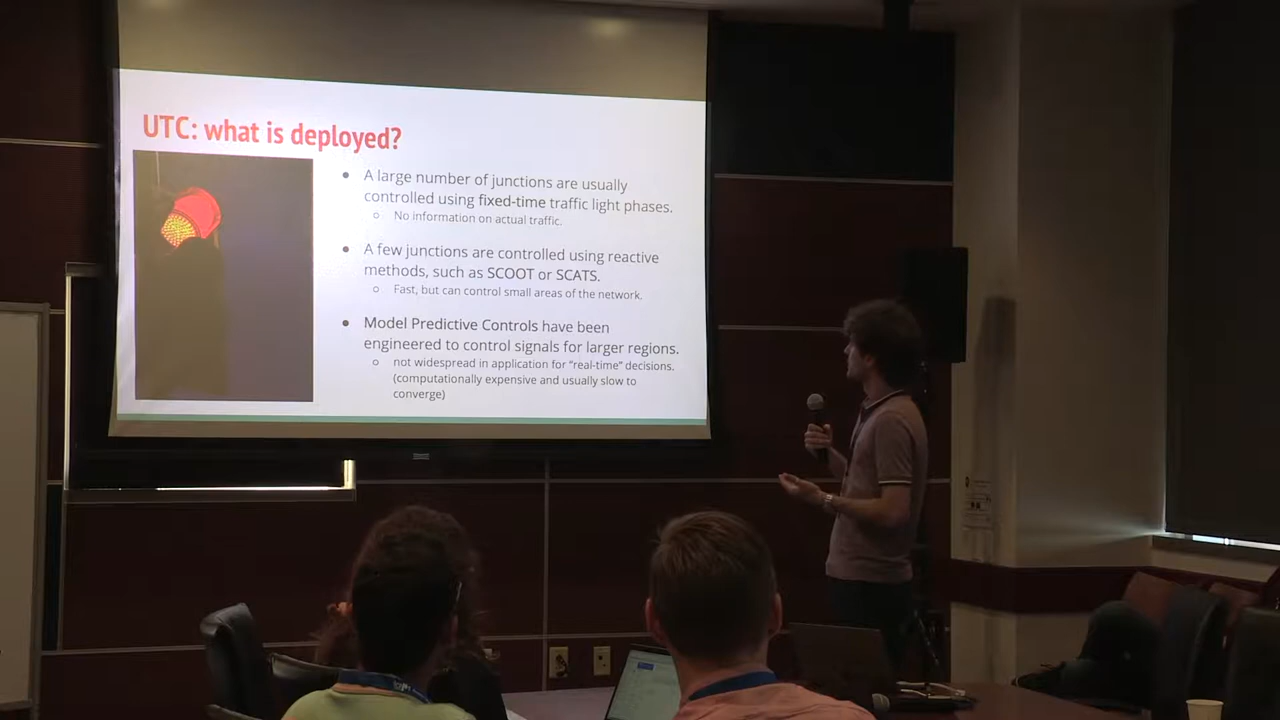 UTC: what is deployed?
A large number of junctions are usually
controlled using fixed-time traffic light phases.
No information on actual traffic.
A few junctions are controlled using reactive
methods, such as SCOOT or SCATS.
Fast, but can control small areas of the network.
Model Predictive Controls have been
engineered to control signals for larger regions.
not widespread in application for "real-time" decisions.
(computationally expensive and usually slow to
converge)